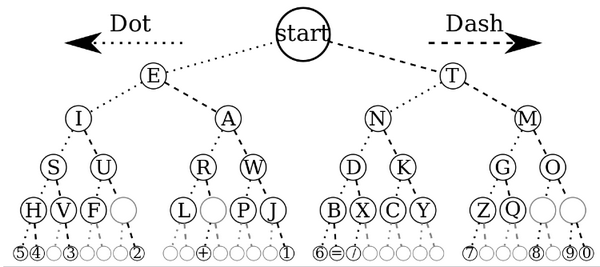 Dot start Dash
E T
I A N M
S U R W D K G O
H V F L P J B X C Y Z Q
5 4 3 2 + 1 6 = / 7 8 9 0